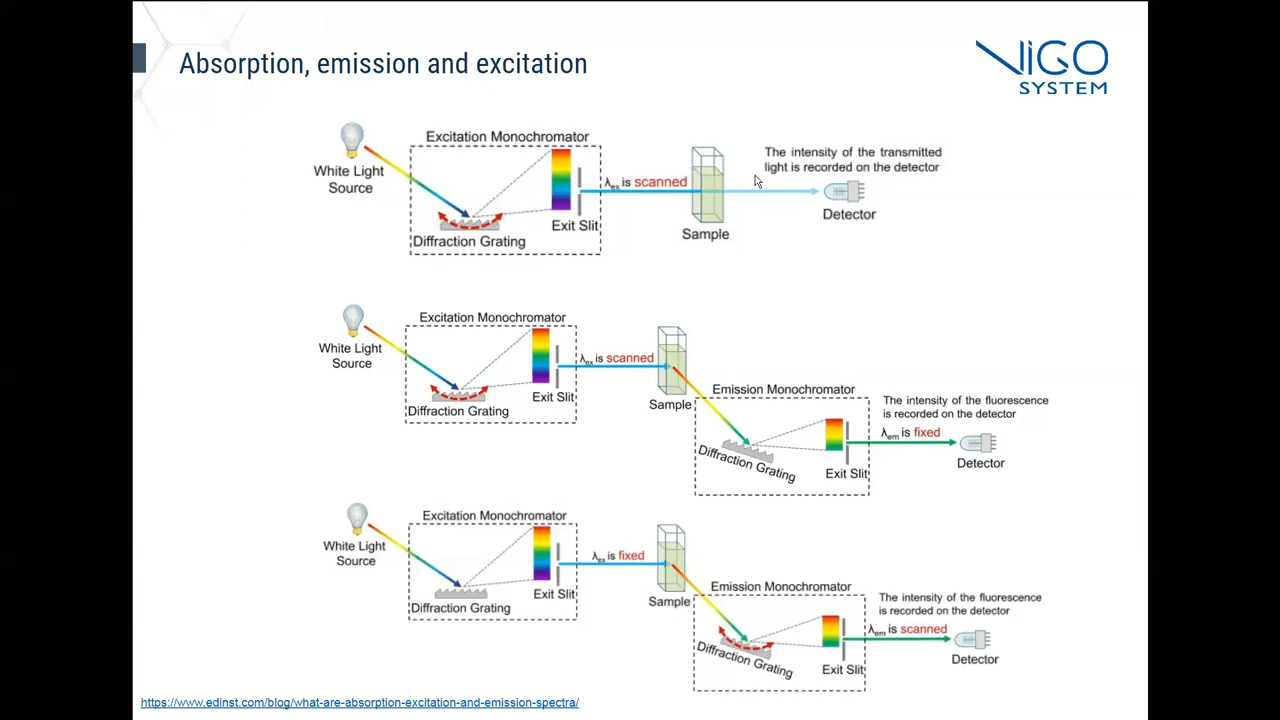 Absorption, emission and excitation
VIGO
SYSTEM
Excitation Monochromator
White Light
Source
Diffraction Grating
Exit Slit
λex is scanned
Sample
The intensity of the transmitted
light is recorded on the detector
Detector
Excitation Monochromator
White Light
Source
Diffraction Grating
Exit Slit
λex is scanned
Sample
Emission Monochromator
Diffraction Grating
Exit Slit
The intensity of the fluorescence
is recorded on the detector
λem is fixed
Detector
Excitation Monochromator
White Light
Source
Diffraction Grating
Exit Slit
λex is fixed
Sample
Emission Monochromator
Diffraction Grating
Exit Slit
The intensity of the fluorescence
is recorded on the detector
λem is scanned
Detector
https://www.edinst.com/blog/what-are-absorption-excitation-and-emission-spectra/